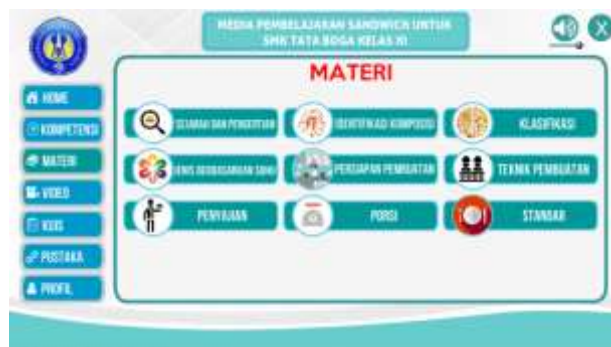 MEDIA PEMBELAJARAN SANDWICH UNTUK
SMK TATA BOGA KELAS XI
MATERI
HOME
KOMPETENSI
MATERI
VIDEO
KUIS
PUSTAKA
PROFIL
SEJARAH DAN PENGERTIAN
IDENTIFIKASI KOMPOSISI
KLASIFIKASI
JENIS BERDASARKAN SUHU
PERSIAPAN PEMBUATAN
TEKNIK PEMBUATAN
PENYAJIAN
PORSI
STANDAR
X